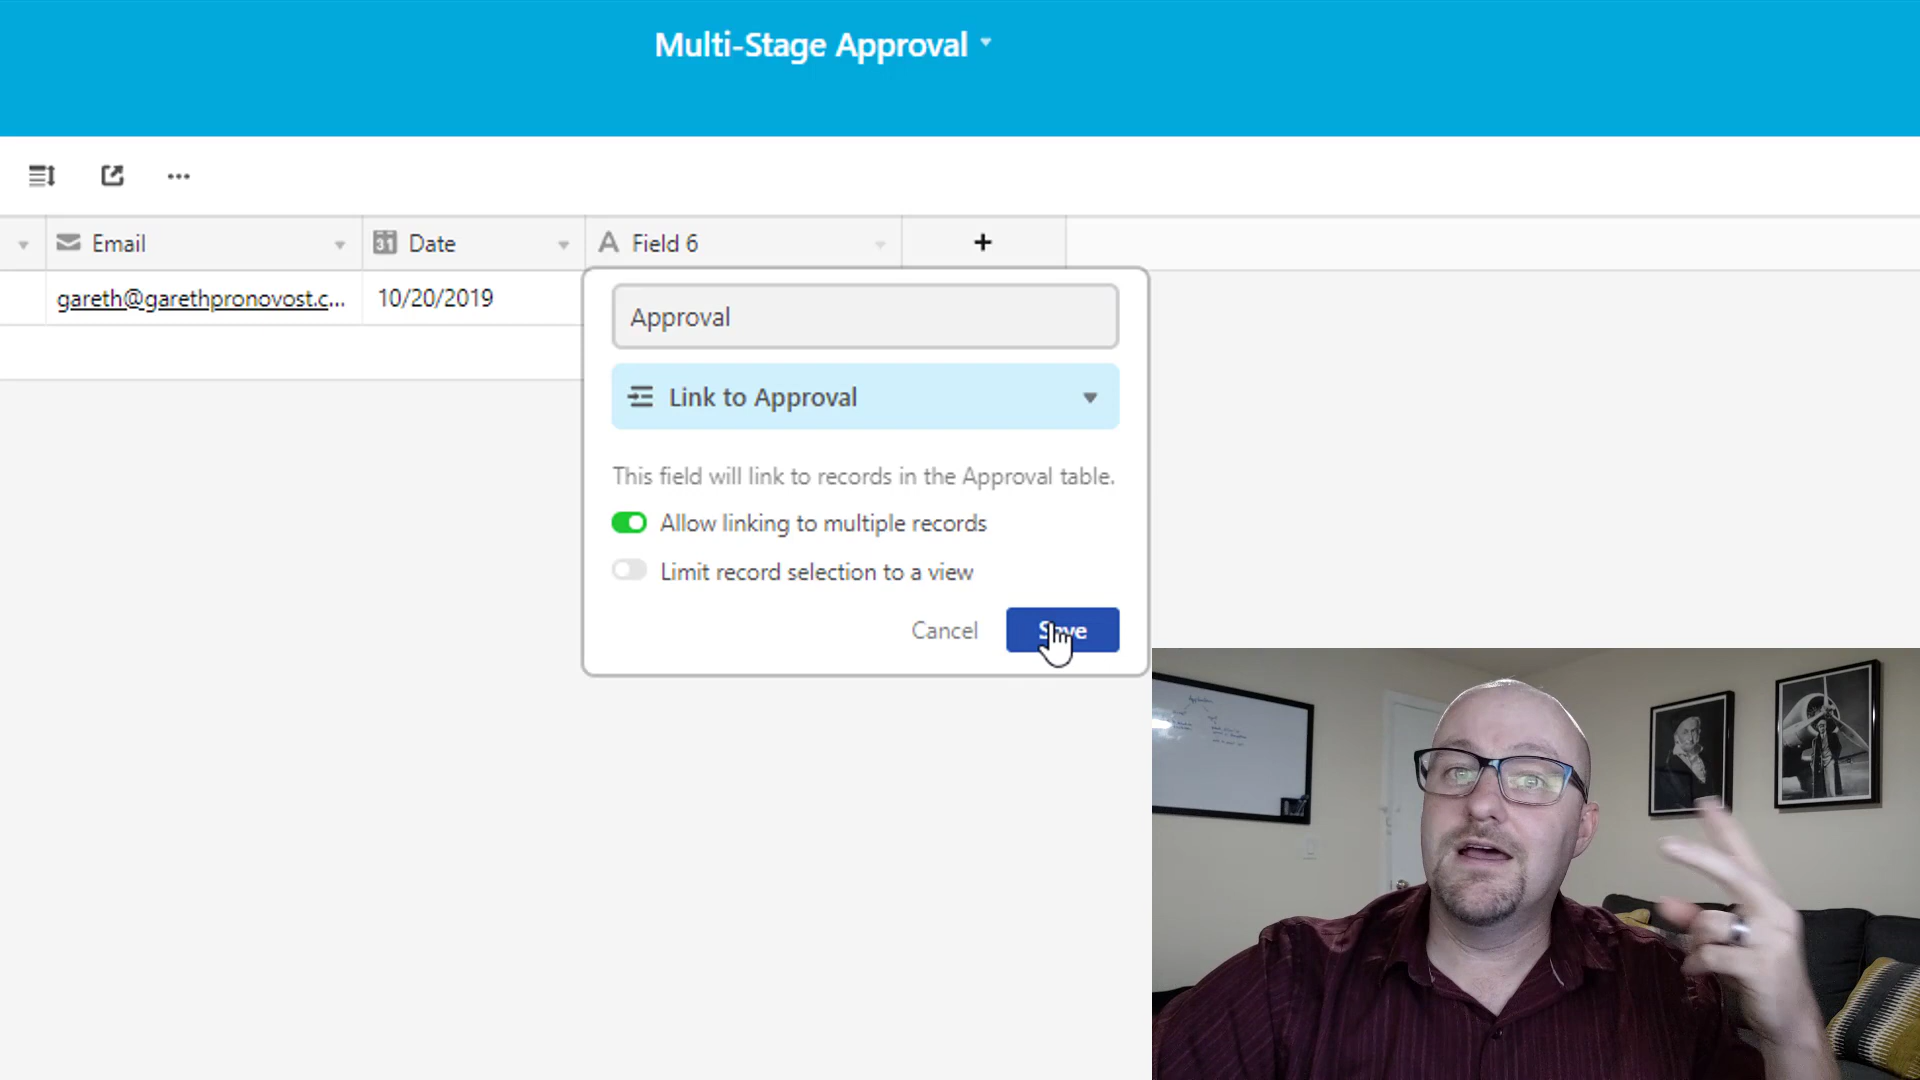 Multi-Stage Approval
Email
Date
Field 6
+
gareth@garethpronovost.c...
10/20/2019
Approval
Link to Approval
This field will link to records in the Approval table.
Allow linking to multiple records
Limit record selection to a view
Cancel
Save